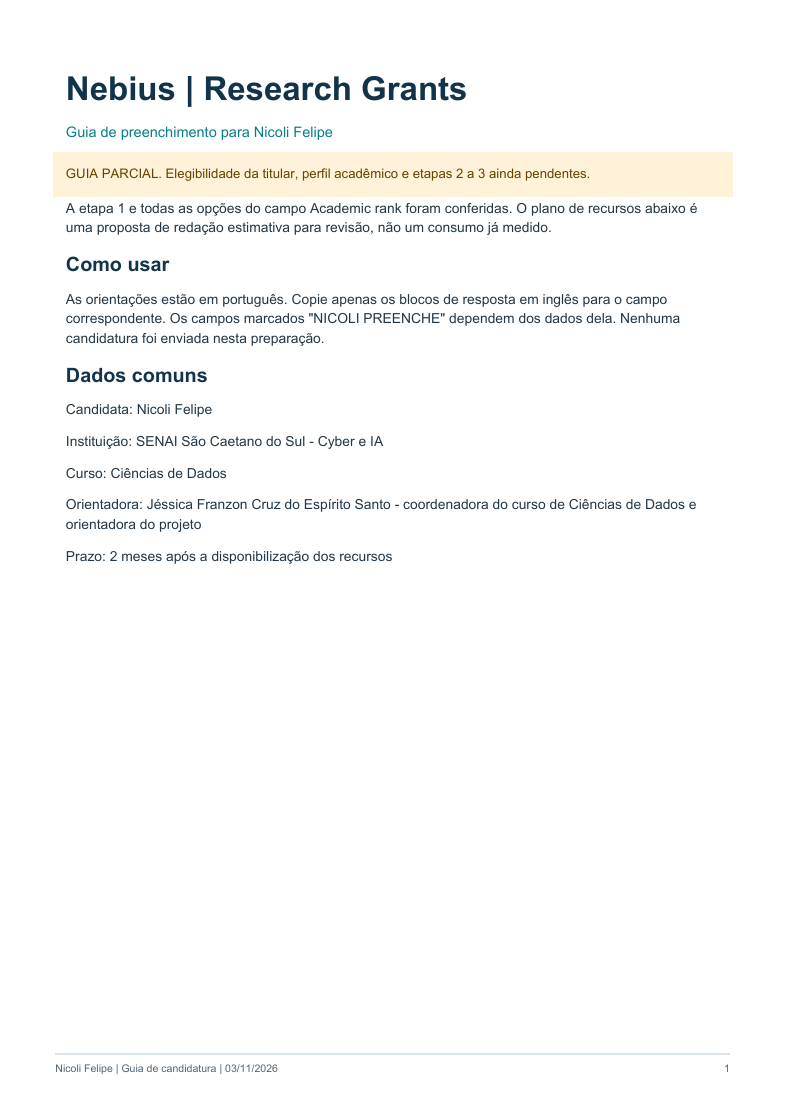 Nebius | Research Grants
Guia de preenchimento para Nicoli Felipe
GUIA PARCIAL. Elegibilidade da titular, perfil acadêmico e etapas 2 a 3 ainda pendentes.
A etapa 1 e todas as opções do campo Academic rank foram conferidas. O plano de recursos abaixo é
uma proposta de redação estimativa para revisão, não um consumo já medido.
Como usar
As orientações estão em português. Copie apenas os blocos de resposta em inglês para o campo
correspondente. Os campos marcados "NICOLI PREENCHE" dependem dos dados dela. Nenhuma
candidatura foi enviada nesta preparação.
Dados comuns
Candidata: Nicoli Felipe
Instituição: SENAI São Caetano do Sul - Cyber e IA
Curso: Ciências de Dados
Orientadora: Jéssica Franzon Cruz do Espírito Santo - coordenadora do curso de Ciências de Dados e
orientadora do projeto
Prazo: 2 meses após a disponibilização dos recursos
Nicoli Felipe | Guia de candidatura | 03/11/2026
1